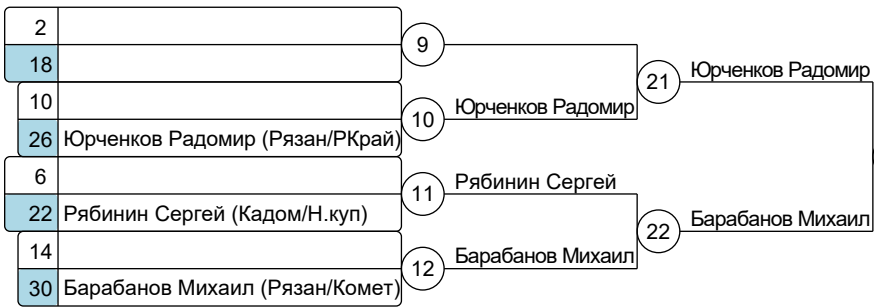 2
18
9
10
26 Юрченков Радомир (Рязан/РКрай)
10
Юрченков Радомир
21
Юрченков Радомир
6
22 Рябинин Сергей (Кадом/Н.куп)
11
Рябинин Сергей
14
30 Барабанов Михаил (Рязан/Комет)
12
Барабанов Михаил
22
Барабанов Михаил